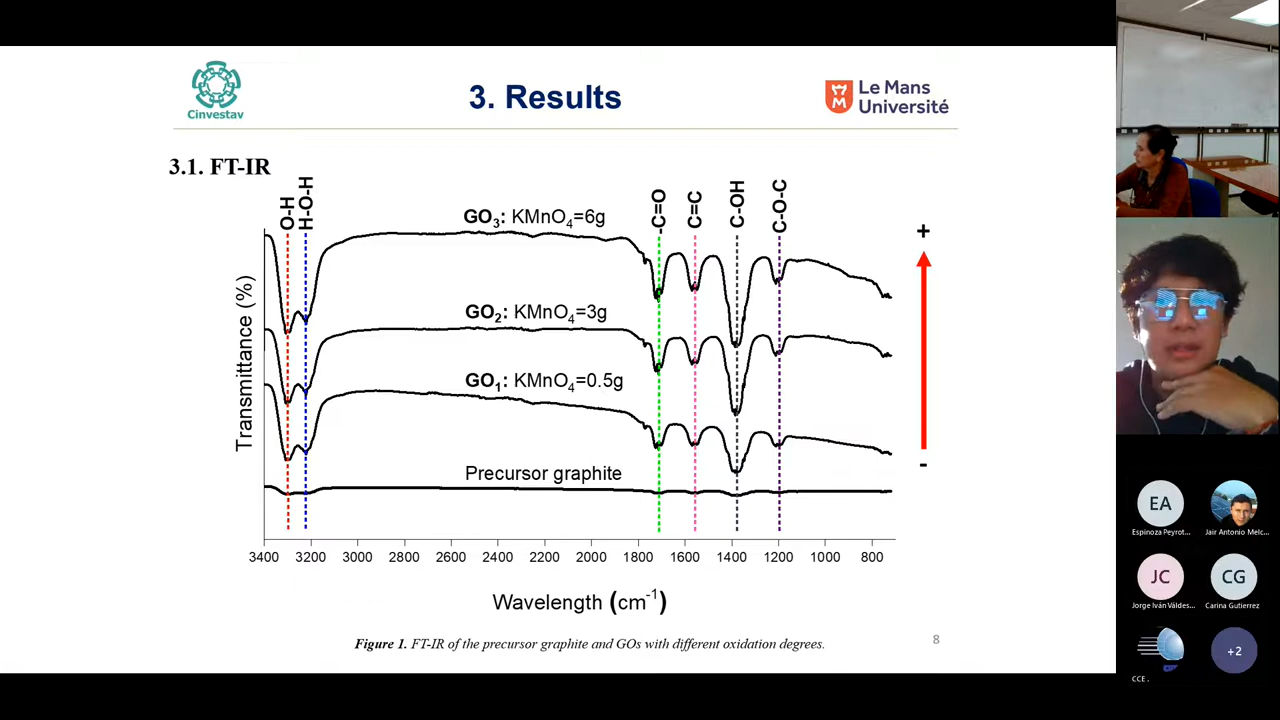 Cinvestav
3. Results
Le Mans
Université
3.1. FT-IR
O-H
H-O-H
-C=O
C=C
C-OH
C-O-C
GO3: KMnO4=6g
GO2: KMnO4=3g
GO1: KMnO4=0.5g
Precursor graphite
Transmittance (%)
+
-
3400 3200 3000 2800 2600 2400 2200 2000 1800 1600 1400 1200 1000 800
Wavelength (cm-1)
Figure 1. FT-IR of the precursor graphite and GOs with different oxidation degrees.
8
EA
Espinoza Peyrot...
Jair Antonio Melc...
JC
Jorge Iván Váldes...
CG
Carina Gutierrez
CCE .
+2